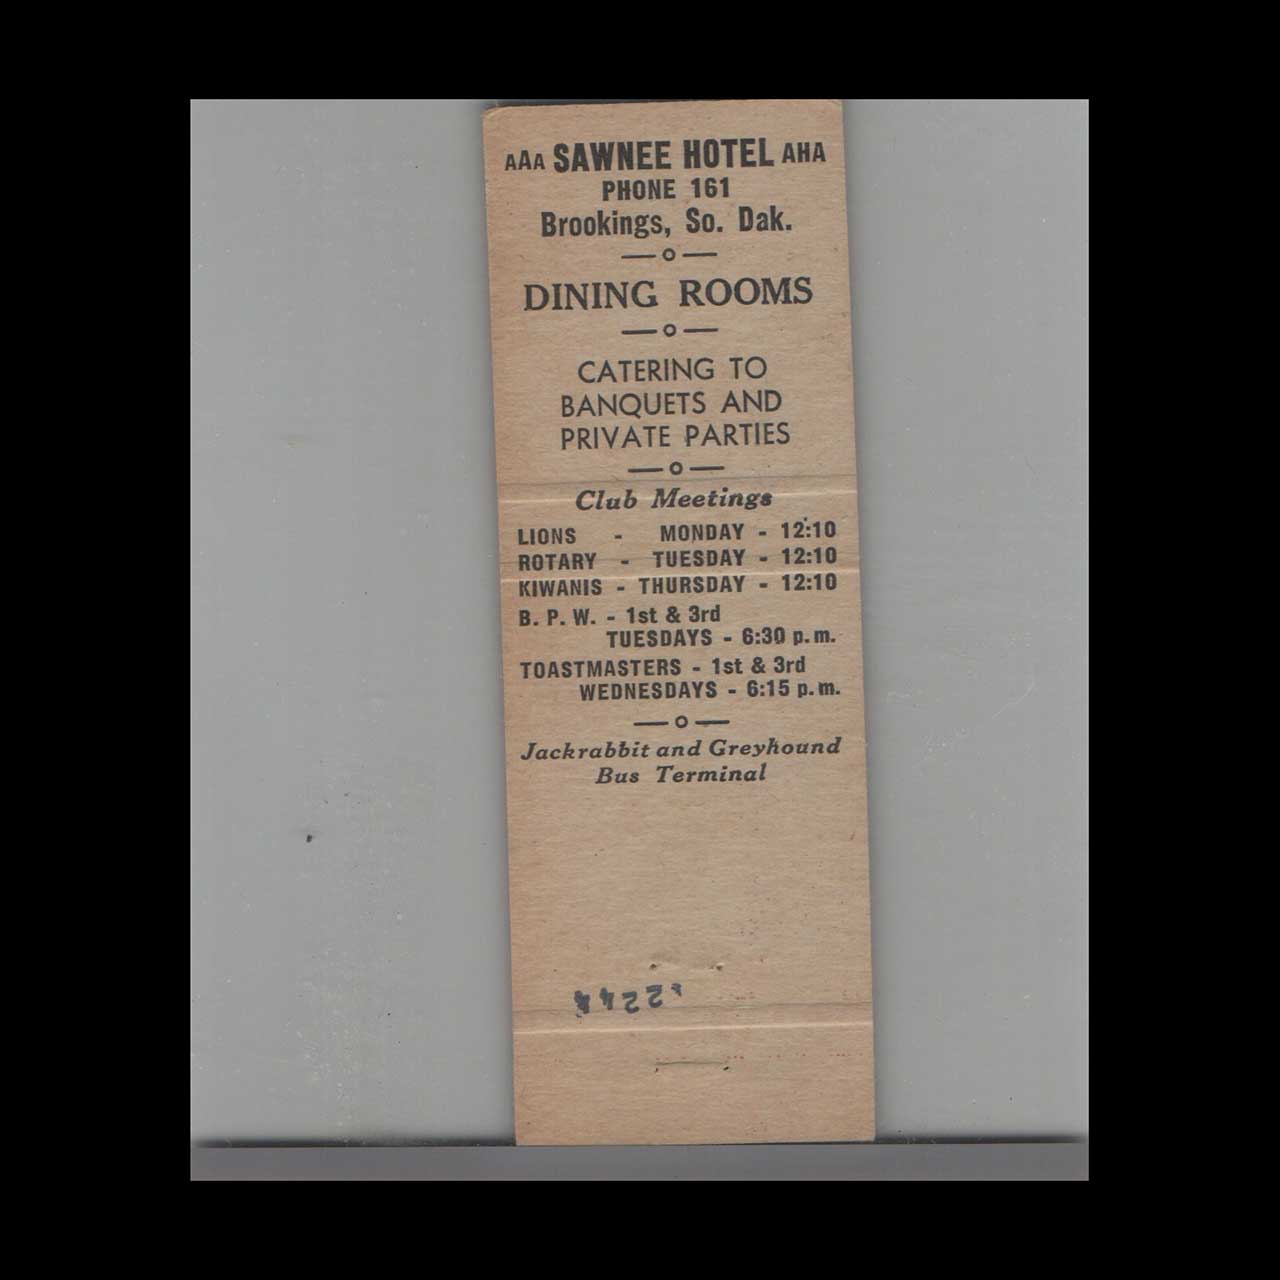 AAA SAWNEE HOTEL AHA
PHONE 161
Brookings, So. Dak.
DINING ROOMS
CATERING TO
BANQUETS AND
PRIVATE PARTIES
Club Meetings
LIONS - MONDAY - 12:10
ROTARY - TUESDAY - 12:10
KIWANIS - THURSDAY - 12:10
B. P. W. - 1st & 3rd
TUESDAYS - 6:30 p.m.
TOASTMASTERS - 1st & 3rd
WEDNESDAYS - 6:15 p.m.
Jackrabbit and Greyhound
Bus Terminal